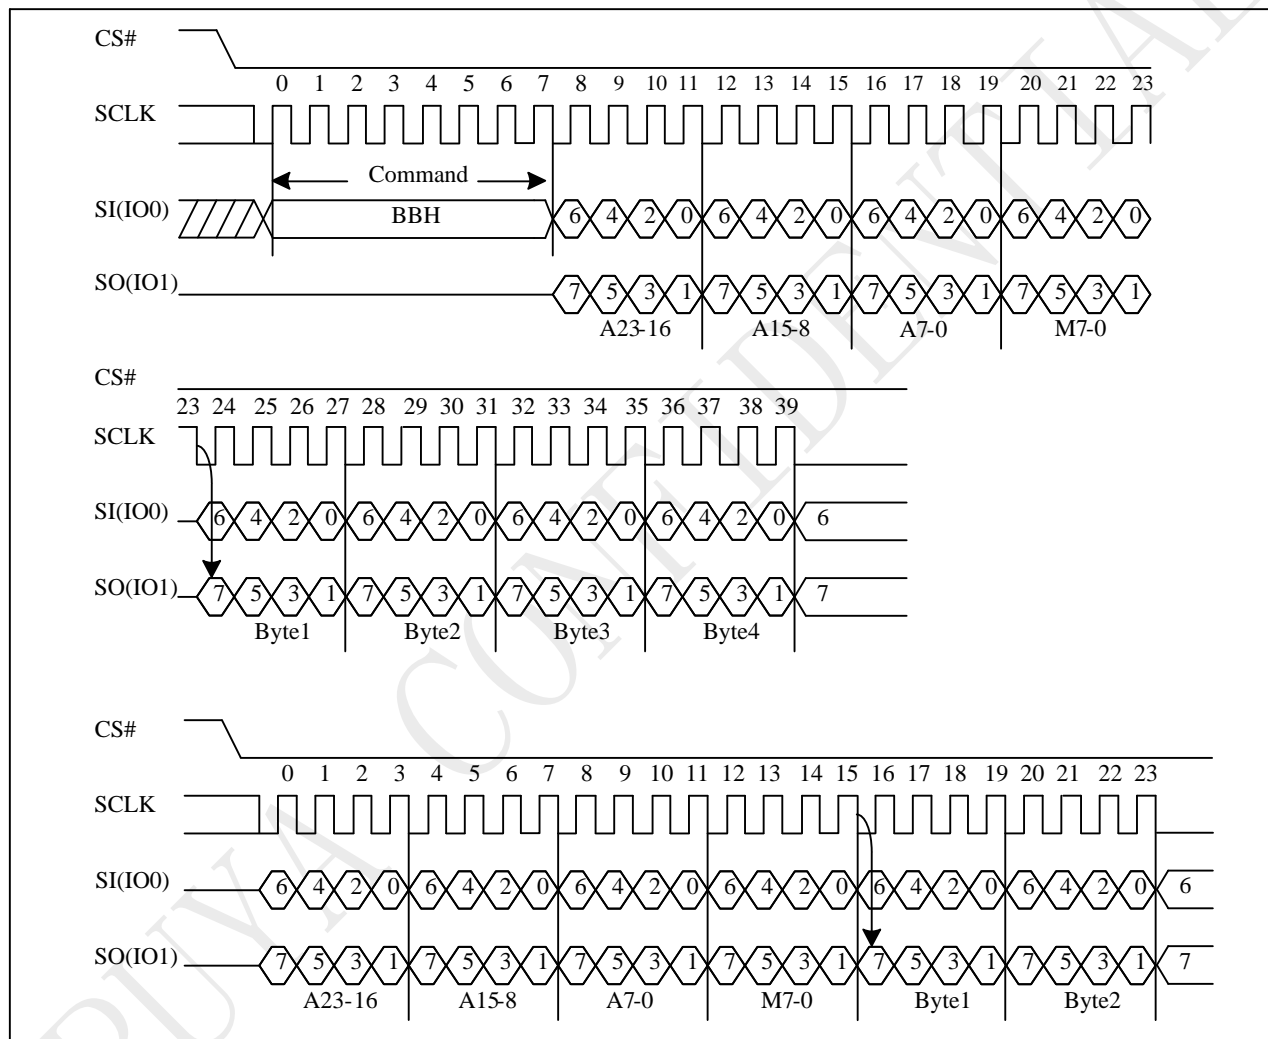 CS#
0 1 2 3 4 5 6 7 8 9 10 11 12 13 14 15 16 17 18 19 20 21 22 23
SCLK
Command
SI(IO0) BBH 6 4 2 0 6 4 2 0 6 4 2 0 6 4 2 0
SO(IO1) 7 5 3 1 7 5 3 1 7 5 3 1 7 5 3 1
A23-16 A15-8 A7-0 M7-0
CS#
23 24 25 26 27 28 29 30 31 32 33 34 35 36 37 38 39
SCLK
SI(IO0) 6 4 2 0 6 4 2 0 6 4 2 0 6 4 2 0 6
SO(IO1) 7 5 3 1 7 5 3 1 7 5 3 1 7 5 3 1 7
Byte1 Byte2 Byte3 Byte4
CS#
0 1 2 3 4 5 6 7 8 9 10 11 12 13 14 15 16 17 18 19 20 21 22 23
SCLK
SI(IO0) 6 4 2 0 6 4 2 0 6 4 2 0 6 4 2 0 6 4 2 0 6 4 2 0 6
SO(IO1) 7 5 3 1 7 5 3 1 7 5 3 1 7 5 3 1 7 5 3 1 7 5 3 1 7
A23-16 A15-8 A7-0 M7-0 Byte1 Byte2
PUYA CONFIDENTIAL